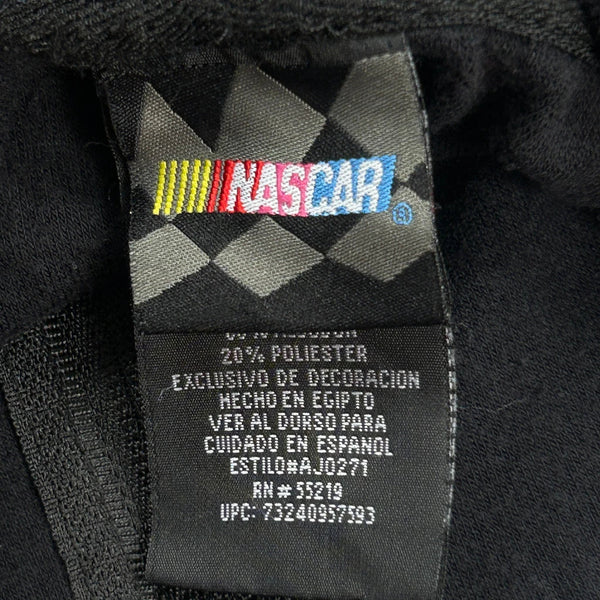 NASCAR
®
20% POLIESTER
EXCLUSIVO DE DECORACION
HECHO EN EGIPTO
VER AL DORSO PARA
CUIDADO EN ESPANOL
ESTILO#AJ0271
RN # 55219
UPC: 73240957593